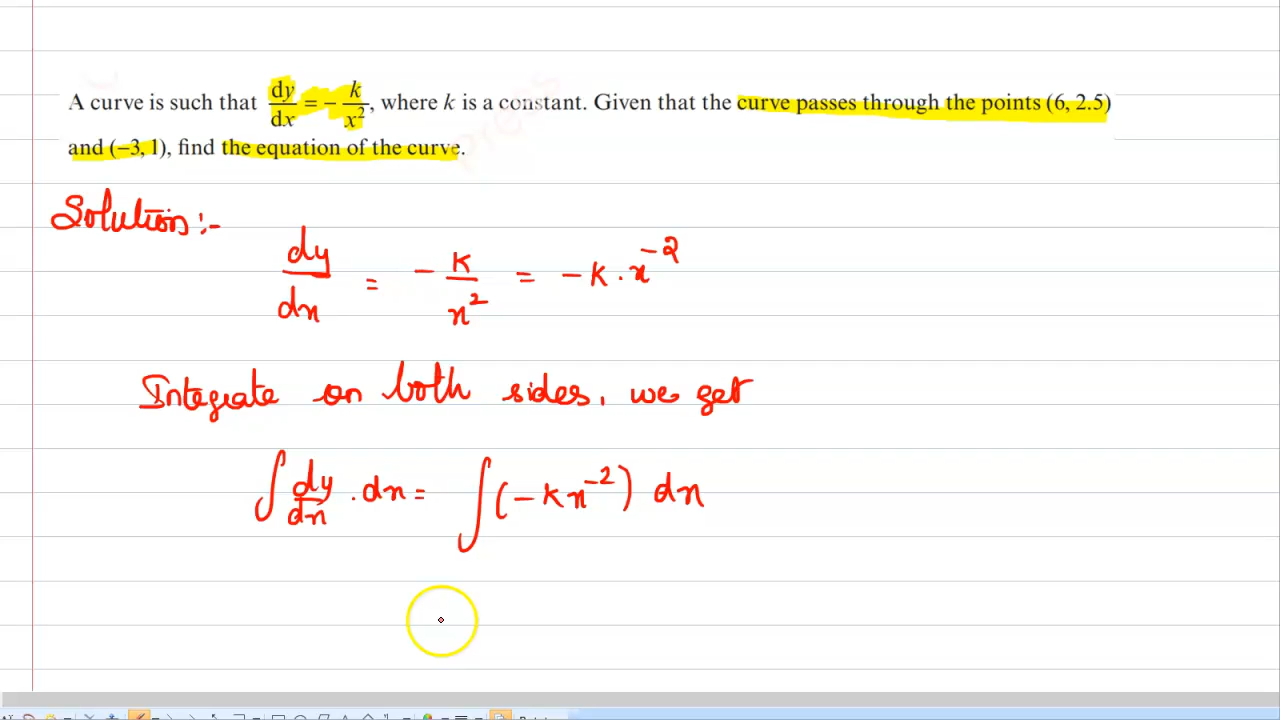 A curve is such that dy/dx = − k/x², where k is a constant. Given that the curve passes through the points (6, 2.5)
and (−3, 1), find the equation of the curve.
Solution :-
dy/dx = - k/x² = -k · x⁻²
Integrate on both sides, we get
∫ dy/dx · dx = ∫ (-kx⁻²) dx